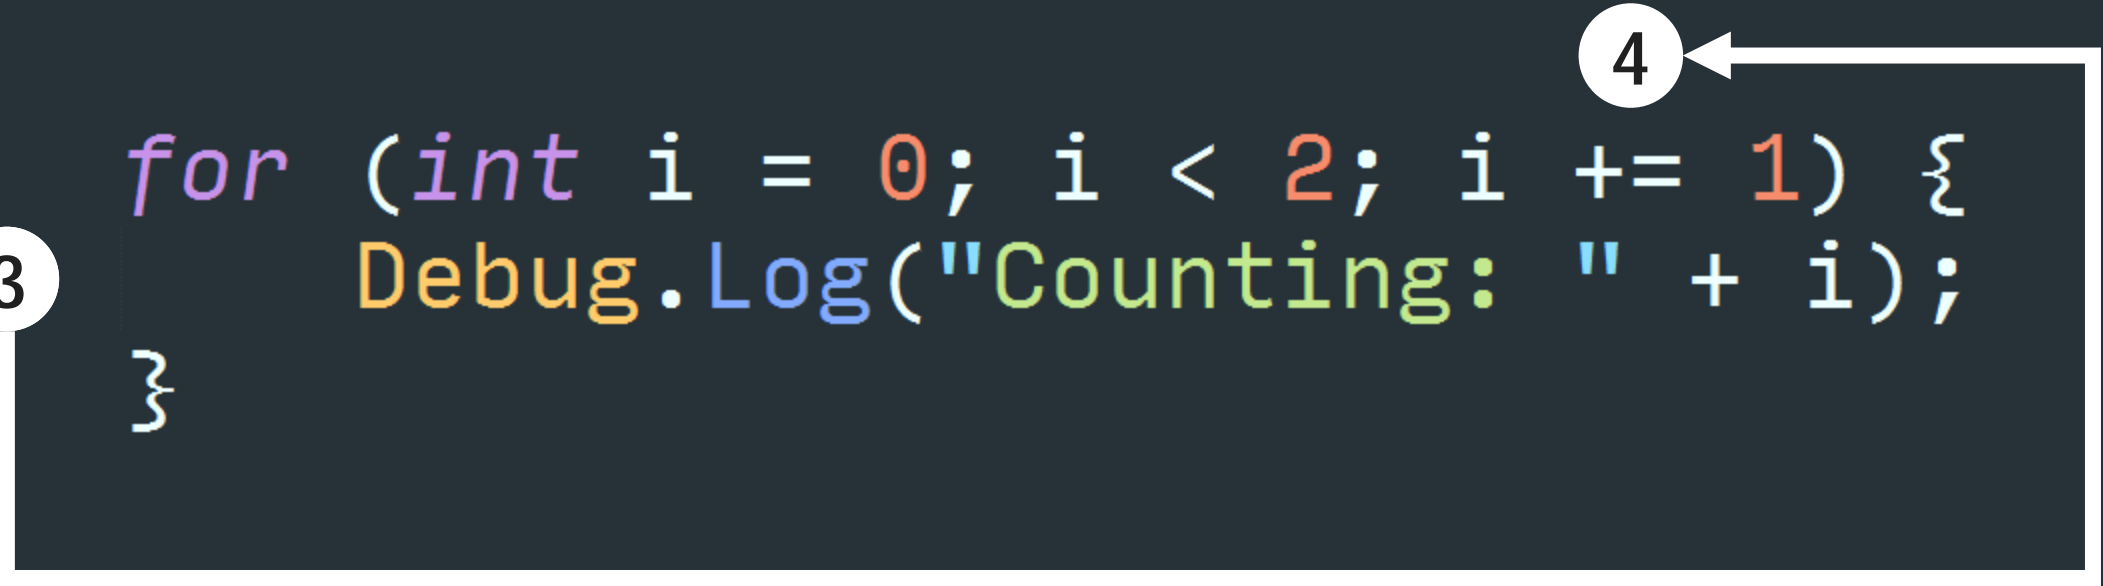 4
for (int i = 0; i < 2; i += 1) {
3
    Debug.Log("Counting: " + i);
}